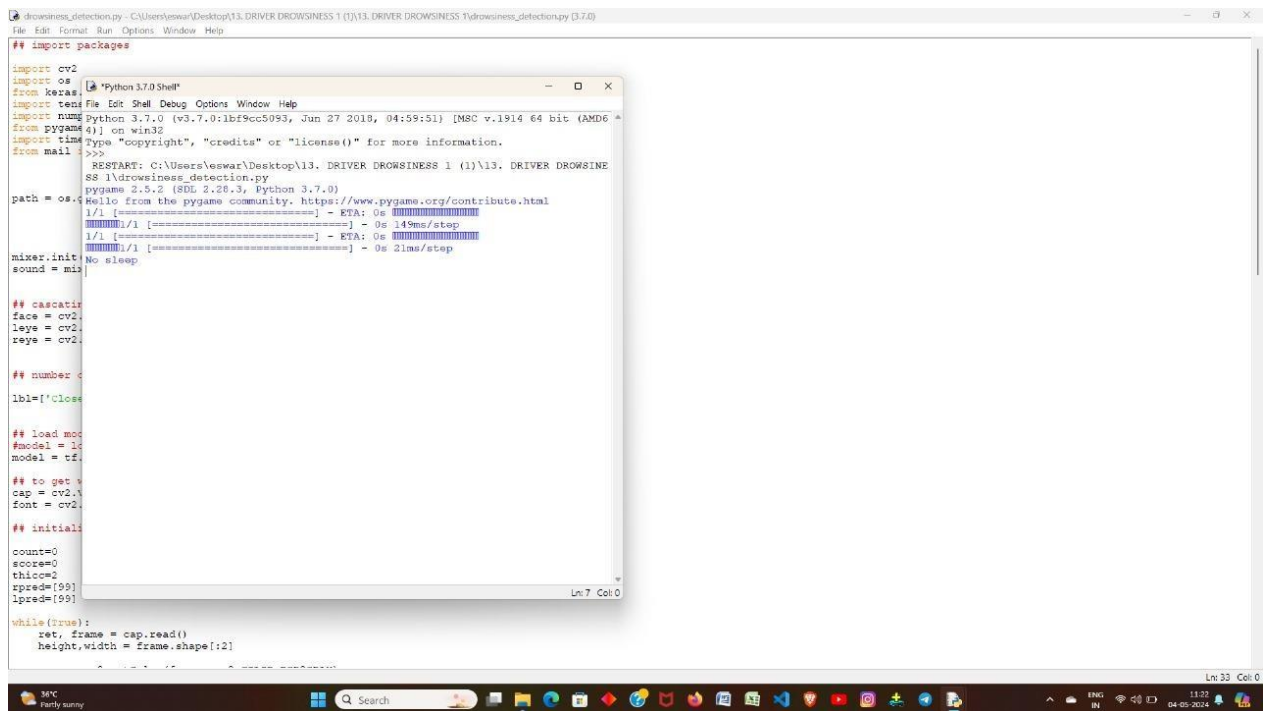 drowsiness_detection.py - C:\Users\eswar\Desktop\13. DRIVER DROWSINESS 1 (1)\13. DRIVER DROWSINESS 1\drowsiness_detection.py (3.7.0)
File Edit Format Run Options Window Help
## import packages
import cv2
import os
from keras.
import tens
import nump
from pygame
import time
from mail
path = os.g
mixer.init
sound = mix
## cascatin
face = cv2.
leye = cv2.
reye = cv2.
## number o
lbl=['Close
## load mod
#model = lo
model = tf.
## to get v
cap = cv2.V
font = cv2.
## initiali
count=0
score=0
thicc=2
rpred=[99]
lpred=[99]
while(True):
ret, frame = cap.read()
height,width = frame.shape[:2]
*Python 3.7.0 Shell*
File Edit Shell Debug Options Window Help
Python 3.7.0 (v3.7.0:1bf9cc5093, Jun 27 2018, 04:59:51) [MSC v.1914 64 bit (AMD6
4)] on win32
Type "copyright", "credits" or "license()" for more information.
>>>
RESTART: C:\Users\eswar\Desktop\13. DRIVER DROWSINESS 1 (1)\13. DRIVER DROWSINE
SS 1\drowsiness_detection.py
pygame 2.5.2 (SDL 2.28.3, Python 3.7.0)
Hello from the pygame community. https://www.pygame.org/contribute.html
1/1 [==============================] - ETA: 0s
1/1 [==============================] - 0s 149ms/step
1/1 [==============================] - ETA: 0s
1/1 [==============================] - 0s 21ms/step
No sleep
Ln: 7 Col: 0
Ln: 33 Col: 0
36°C
Partly sunny
Search
ENG
IN
11:22
04-05-2024